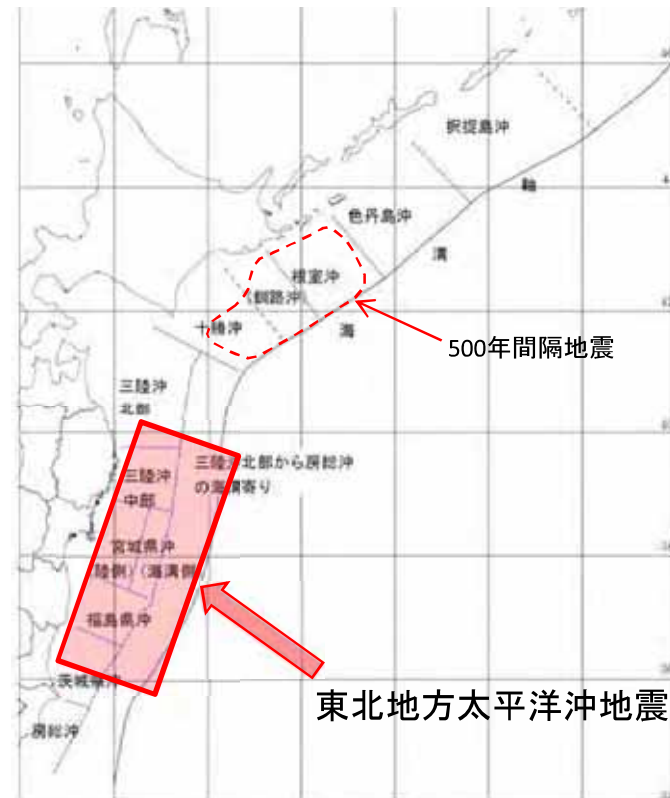 択捉島沖
軸
色丹島沖
溝
根室沖
(釧路沖)
十勝沖
海
500年間隔地震
三陸沖
北部
三陸沖北部から房総沖
の海溝寄り
三陸沖
中部
宮城県沖
(陸側)(海溝側)
福島県沖
茨城県沖
東北地方太平洋沖地震
房総沖